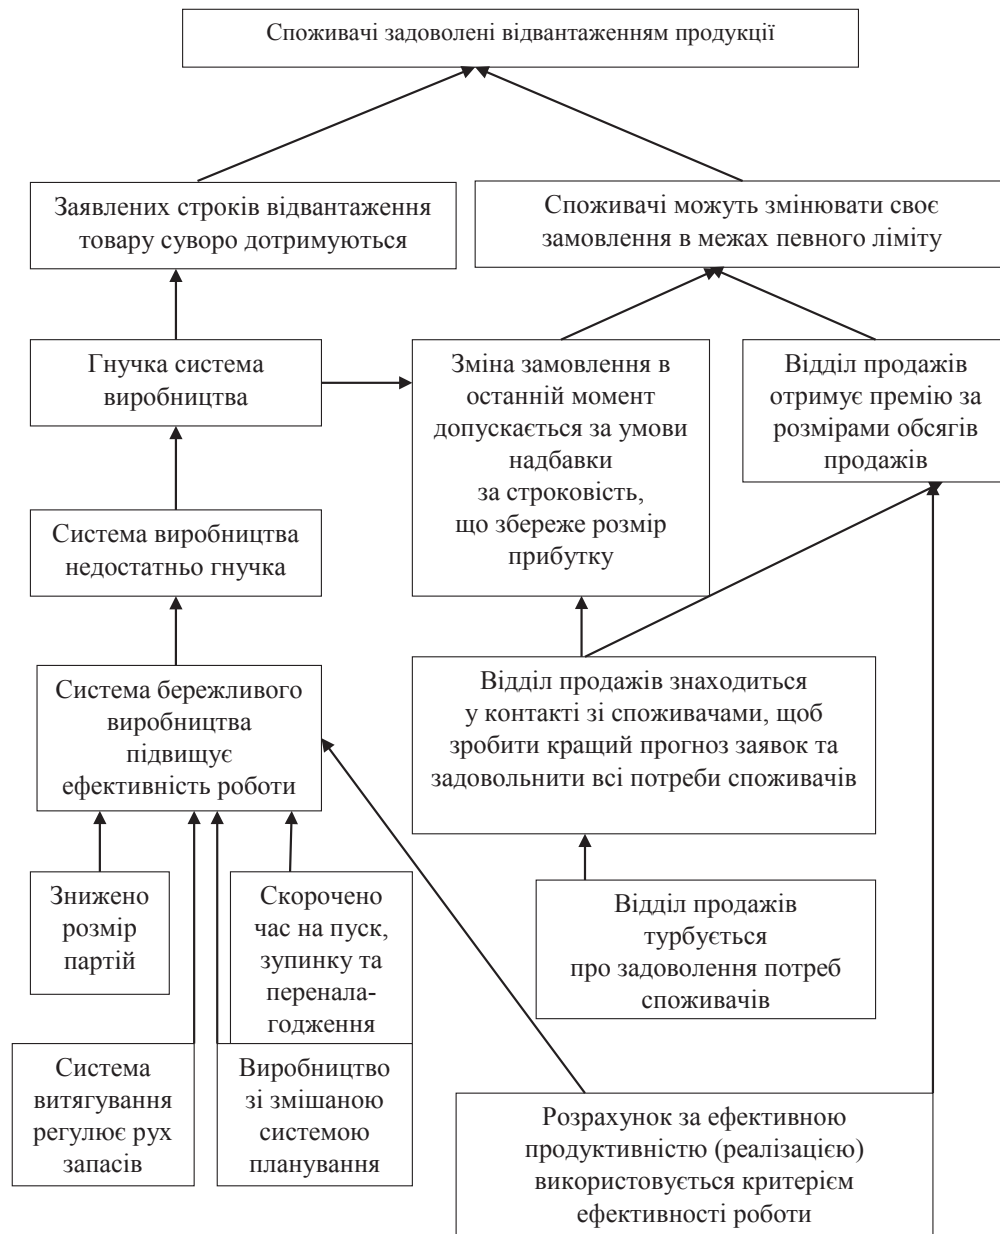 Споживачі задоволені відвантаженням продукції
Заявлених строків відвантаження
товару суворо дотримуються
Споживачі можуть змінювати своє
замовлення в межах певного ліміту
Гнучка система
виробництва
Зміна замовлення в
останній момент
допускається за умови
надбавки
за строковість,
що збереже розмір
прибутку
Відділ продажів
отримує премію за
розмірами обсягів
продажів
Система виробництва
недостатньо гнучка
Система бережливого
виробництва
підвищує
ефективність роботи
Відділ продажів знаходиться
у контакті зі споживачами, щоб
зробити кращий прогноз заявок та
задовольнити всі потреби споживачів
Знижено
розмір
партій
Скорочено
час на пуск,
зупинку та
перенала-
годження
Відділ продажів
турбується
про задоволення потреб
споживачів
Система
витягування
регулює рух
запасів
Виробництво
зі змішаною
системою
планування
Розрахунок за ефективною
продуктивністю (реалізацією)
використовується критерієм
ефективності роботи